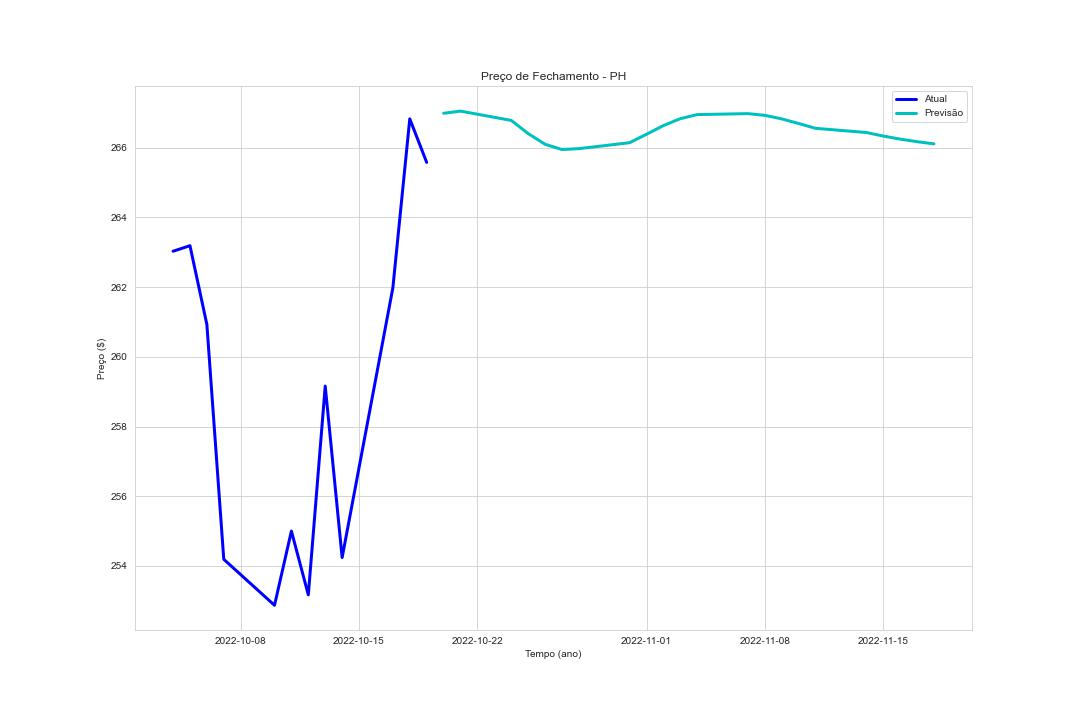 Preço de Fechamento - PH
Atual
Previsão
266
264
262
260
258
256
254
Preço ($)
2022-10-08 2022-10-15 2022-10-22 2022-11-01 2022-11-08 2022-11-15
Tempo (ano)